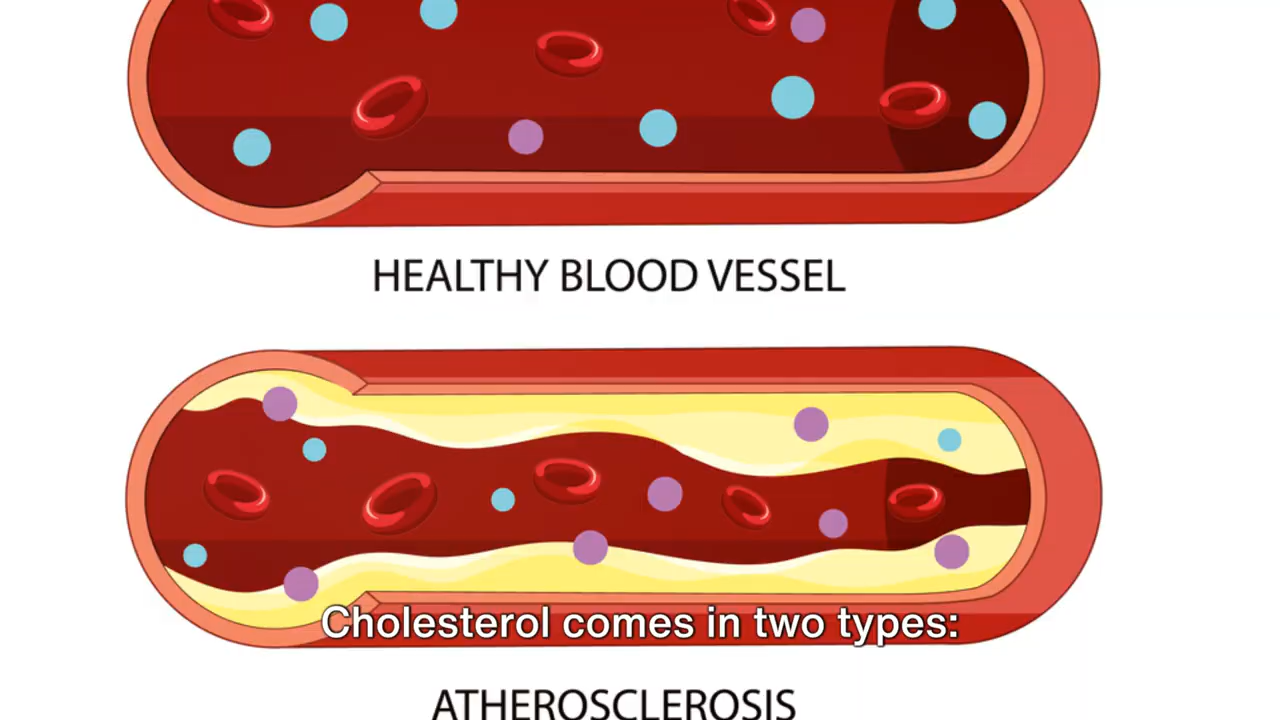 HEALTHY BLOOD VESSEL
Cholesterol comes in two types:
ATHEROSCLEROSIS